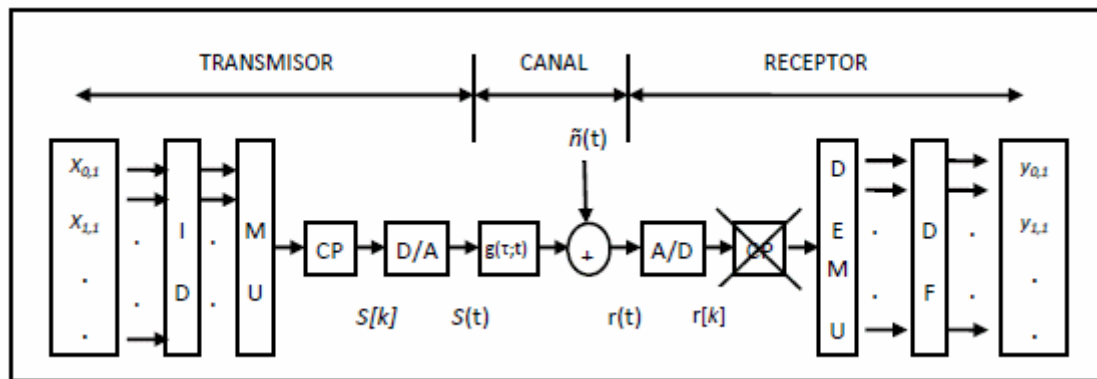 TRANSMISOR CANAL RECEPTOR
ñ(t)
X0,1
X1,1
.
.
.
.
I
D
.
.
M
U
CP
D/A
g(τ;t)
+
A/D
CP
S[k] S(t) r(t) r[k]
D
E
M
U
.
.
D
F
.
.
y0,1
y1,1
.
.